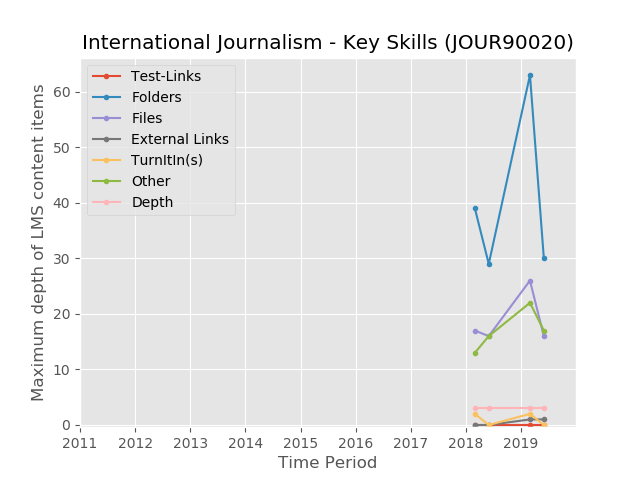 International Journalism - Key Skills (JOUR90020)
Test-Links
Folders
Files
External Links
TurnItIn(s)
Other
Depth
Maximum depth of LMS content items
60
50
40
30
20
10
0
2011 2012 2013 2014 2015 2016 2017 2018 2019
Time Period